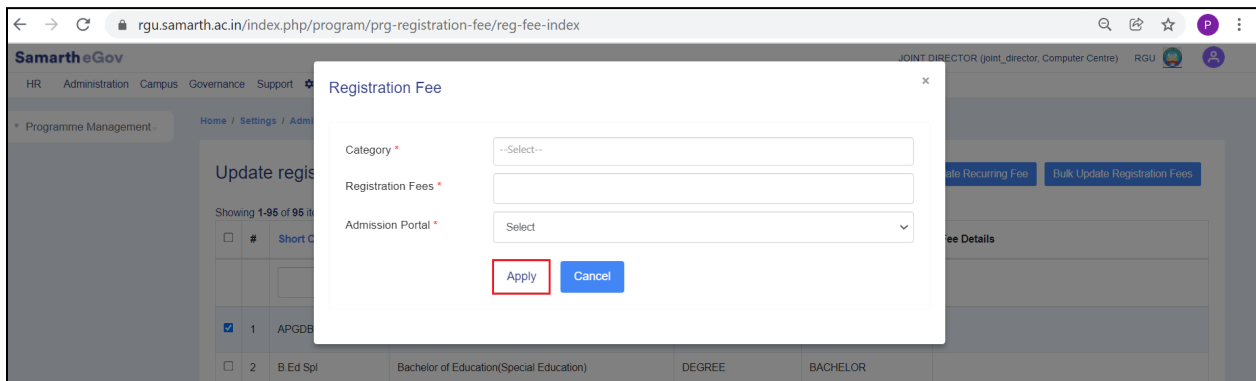 rgu.samarth.ac.in/index.php/program/prg-registration-fee/reg-fee-index
P
Samarth eGov
JOINT DIRECTOR (joint_director, Computer Centre) RGU
HR Administration Campus Governance Support
Registration Fee
×
Programme Management
Home / Settings / Admi
Category *
--Select--
Update regis
ate Recurring Fee
Bulk Update Registration Fees
Registration Fees *
Showing 1-95 of 95 ite
Admission Portal *
Select
# Short C
ee Details
Apply
Cancel
1 APGDB
2 B.Ed Spl Bachelor of Education(Special Education) DEGREE BACHELOR